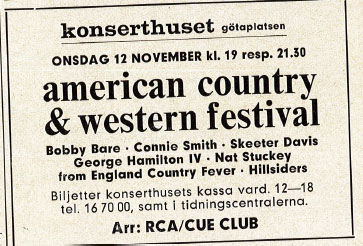 konserthuset götaplatsen
ONSDAG 12 NOVEMBER kl. 19 resp. 21.30
american country
& western festival
Bobby Bare · Connie Smith · Skeeter Davis
George Hamilton IV · Nat Stuckey
from England Country Fever · Hillsiders
Biljetter konserthusets kassa vard. 12—18
tel. 16 70 00, samt i tidningscentralerna.
Arr: RCA/CUE CLUB